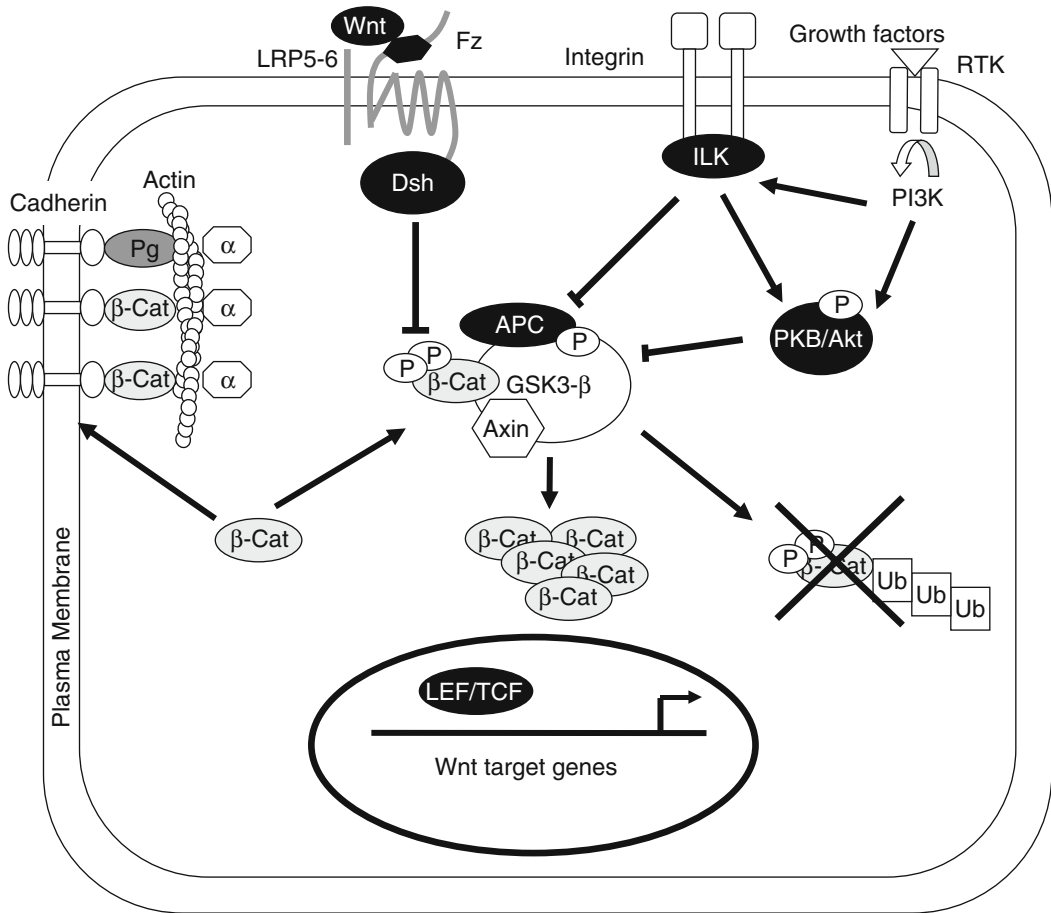 Wnt
Fz
LRP5-6
Integrin
Growth factors
RTK
ILK
Dsh
PI3K
Actin
Cadherin
Pg
α
β-Cat
α
β-Cat
α
P
PKB/Akt
APC
P
P
P
β-Cat
GSK3-β
Axin
β-Cat
β-Cat
β-Cat
β-Cat
β-Cat
β-Cat
P
P
β-Cat
Ub
Ub
Ub
Plasma Membrane
LEF/TCF
Wnt target genes